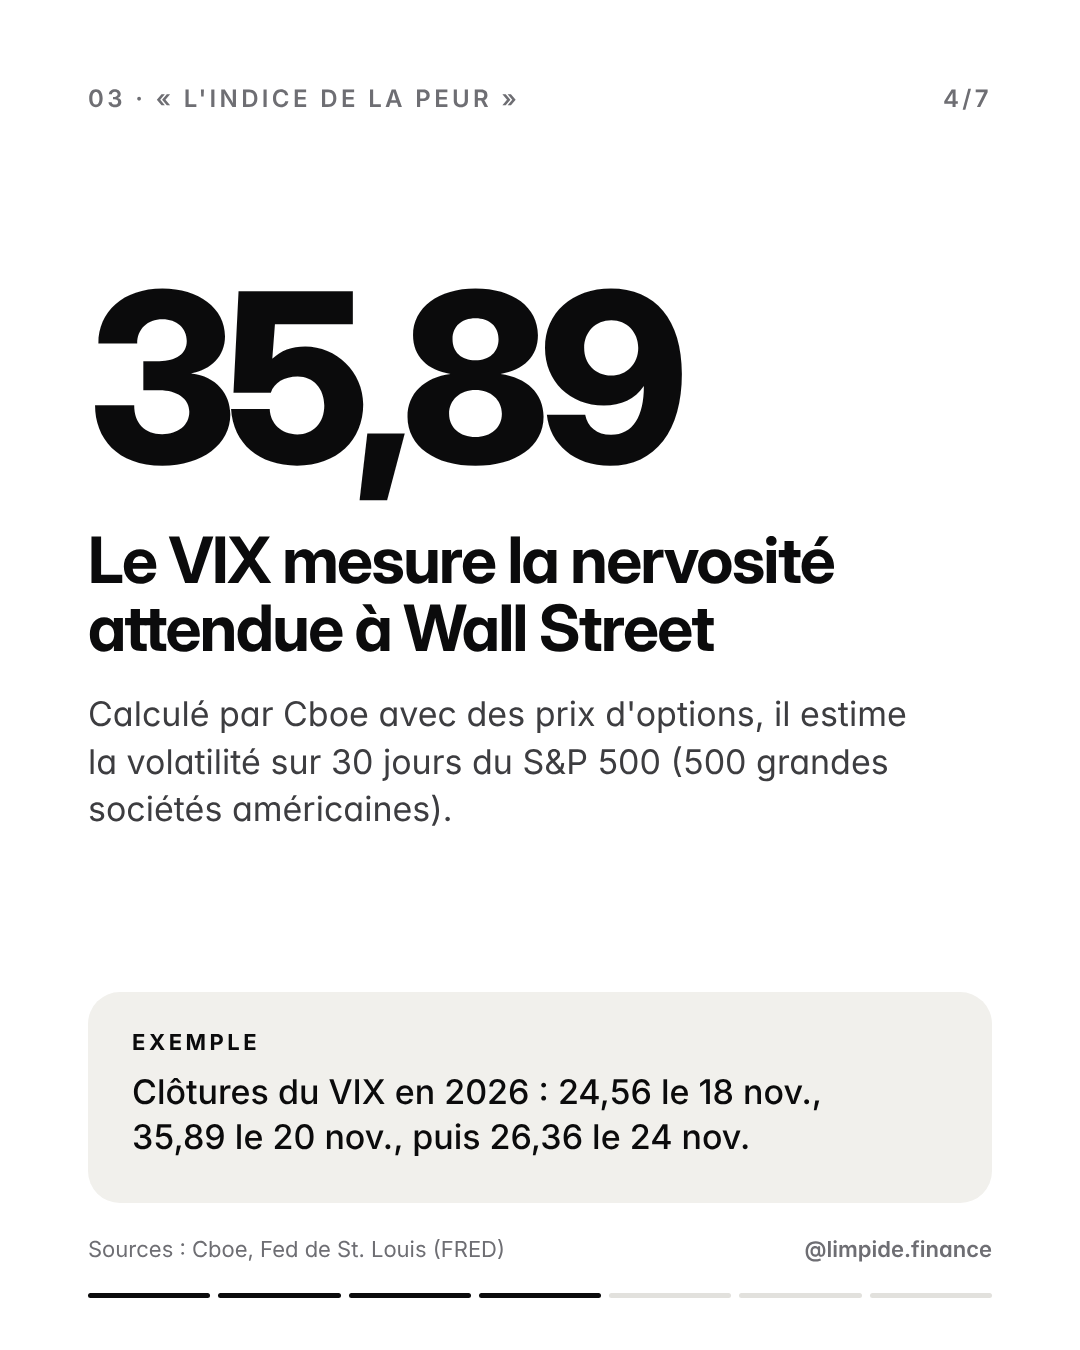 03 · « L'INDICE DE LA PEUR »
4/7
35,89
Le VIX mesure la nervosité
attendue à Wall Street
Calculé par Cboe avec des prix d'options, il estime
la volatilité sur 30 jours du S&P 500 (500 grandes
sociétés américaines).
EXEMPLE
Clôtures du VIX en 2026 : 24,56 le 18 nov.,
35,89 le 20 nov., puis 26,36 le 24 nov.
Sources : Cboe, Fed de St. Louis (FRED)
@limpide.finance